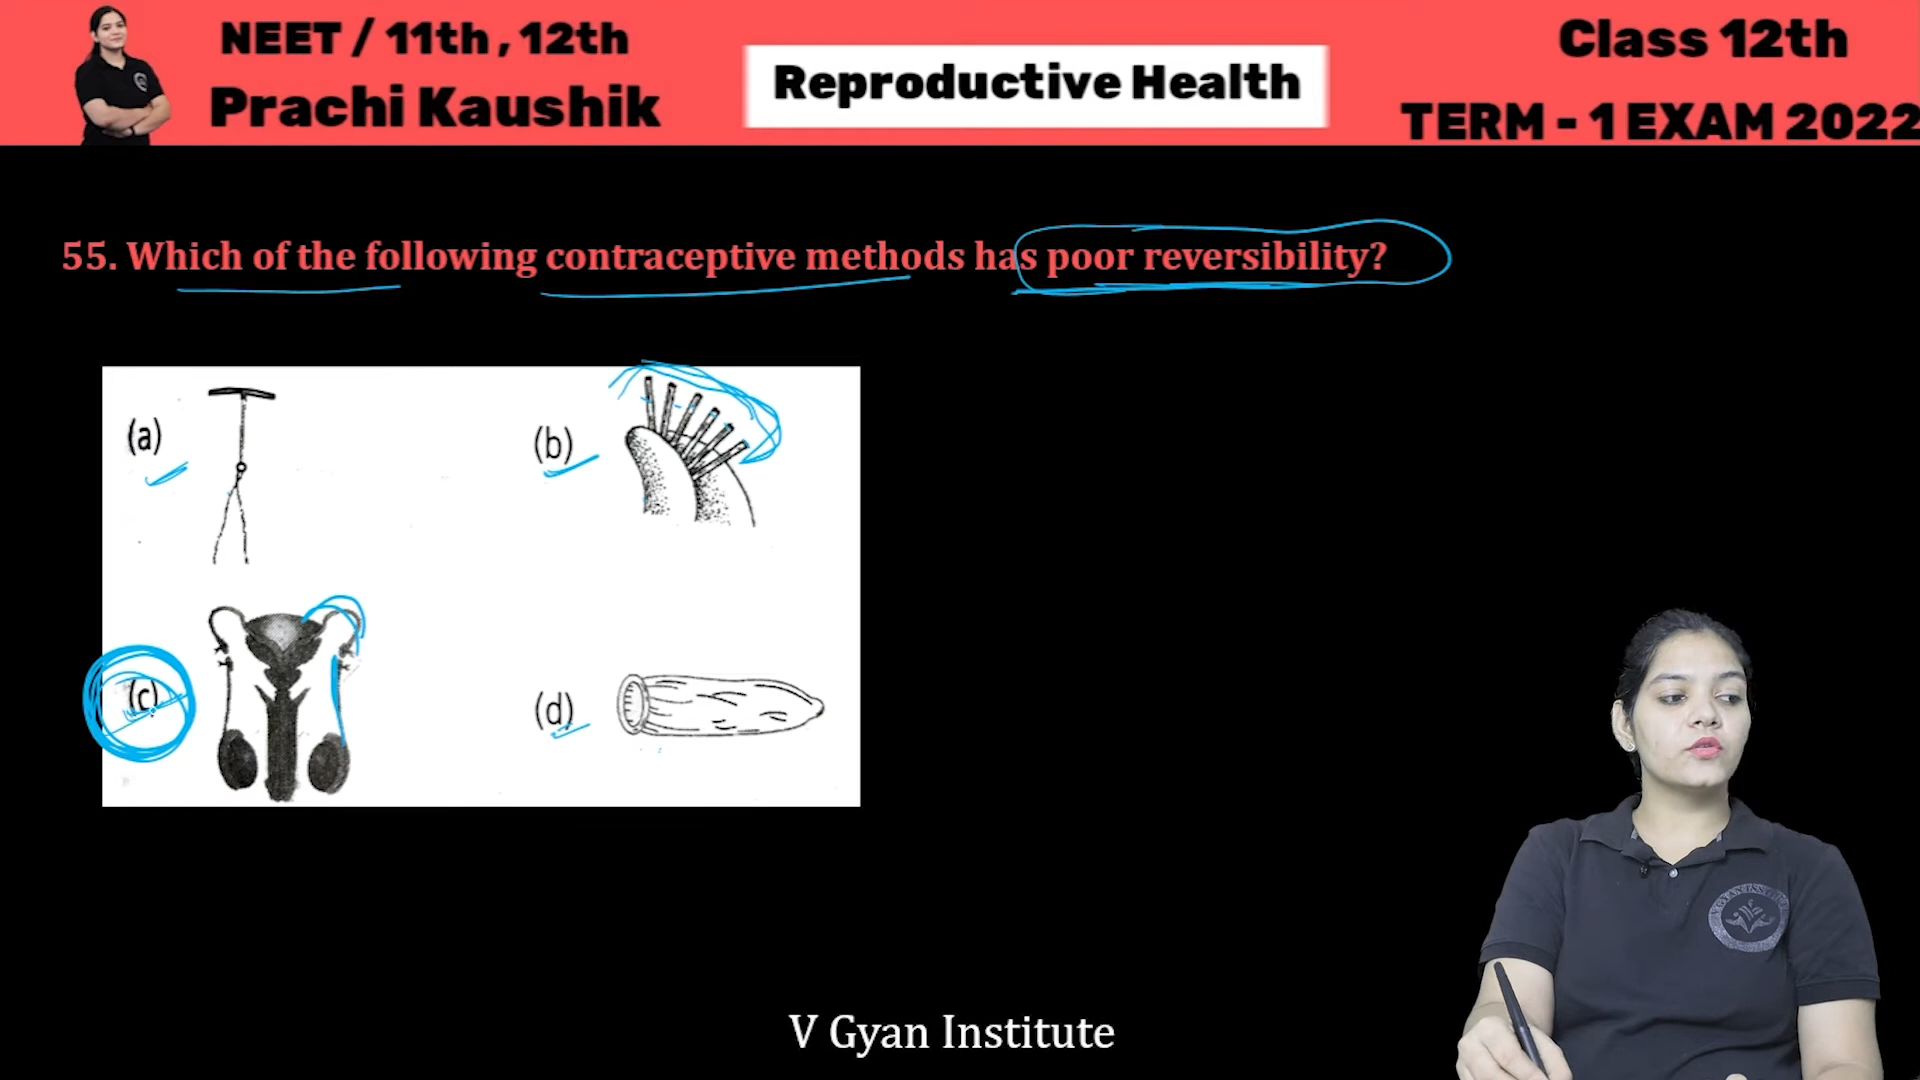 NEET / 11th , 12th
Prachi Kaushik
Reproductive Health
Class 12th
TERM - 1 EXAM 2022
55. Which of the following contraceptive methods has poor reversibility?
(a)
(b)
(c)
(d)
V Gyan Institute